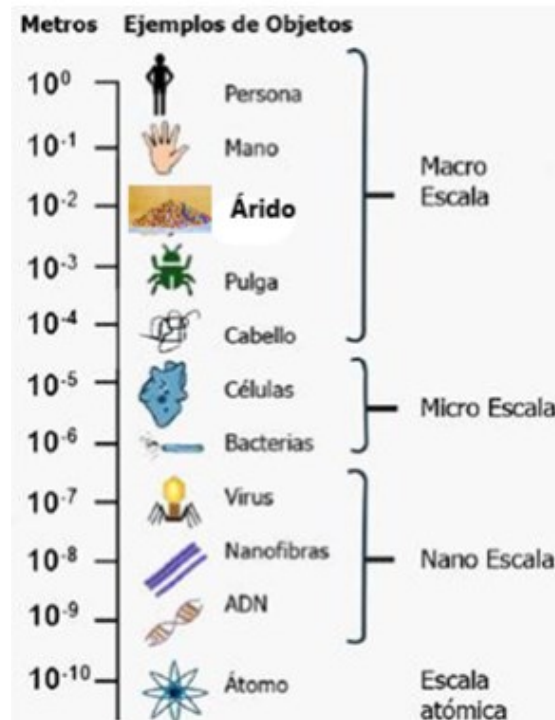 Metros Ejemplos de Objetos
10⁰ Persona
10⁻¹ Mano
Macro
Escala
10⁻² Árido
10⁻³ Pulga
10⁻⁴ Cabello
10⁻⁵ Células
Micro Escala
10⁻⁶ Bacterias
10⁻⁷ Virus
10⁻⁸ Nanofibras
Nano Escala
10⁻⁹ ADN
10⁻¹⁰ Átomo
Escala
atómica